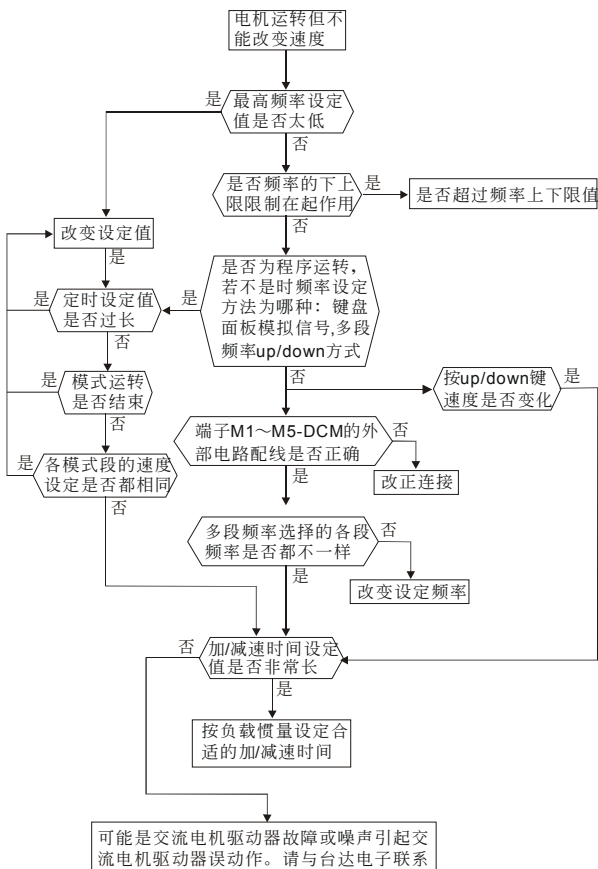 电机运转但不
能改变速度
是
最高频率设定
值是否太低
否
是否频率的下上
限限制在起作用
是
是否超过频率上下限值
否
改变设定值
是
是否为程序运转，
若不是时频率设定
方法为哪种：键盘
面板模拟信号,多段
频率up/down方式
是
定时设定值
是否过长
是
否
否
按up/down键
速度是否变化
是
是
模式运转
是否结束
否
端子M1～M5-DCM的外
部电路配线是否正确
否
改正连接
是
是
各模式段的速度
设定是否都相同
否
多段频率选择的各段
频率是否都不一样
否
改变设定频率
是
否
加/减速时间设定
值是否非常长
是
按负载惯量设定合
适的加/减速时间
可能是交流电机驱动器故障或噪声引起交
流电机驱动器误动作。请与台达电子联系